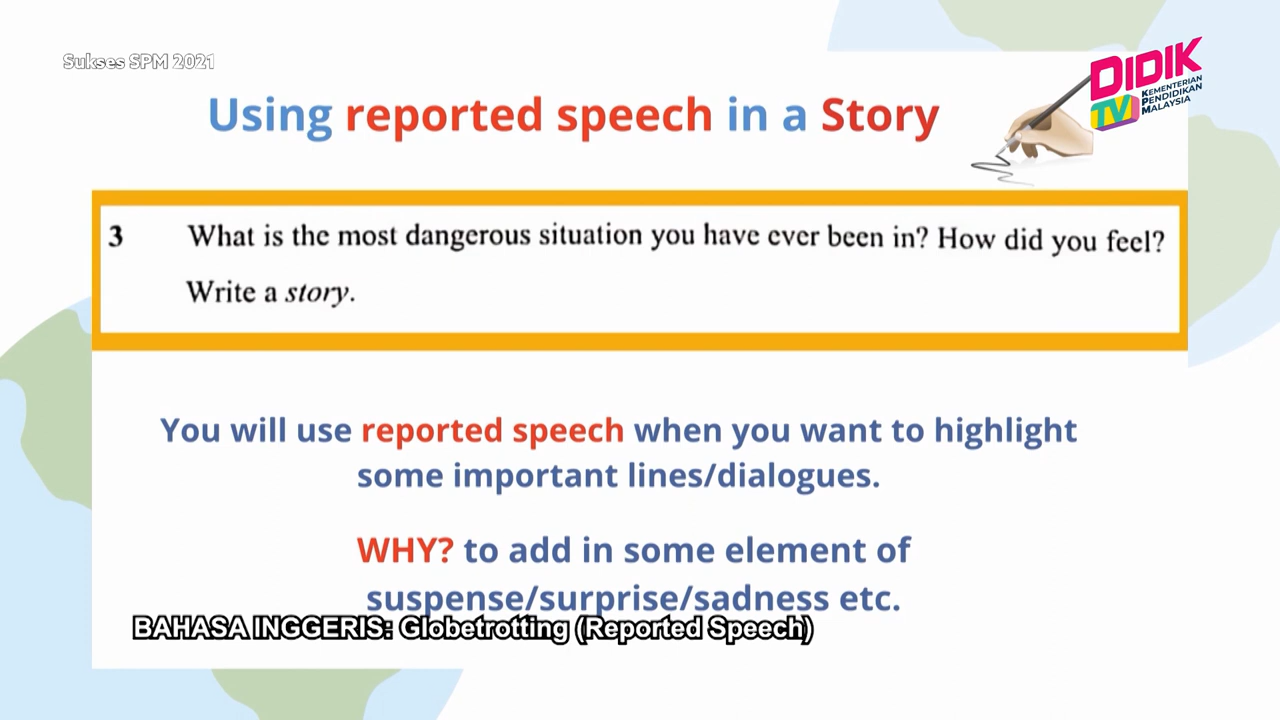 Sukses SPM 2021
DIDIK
TV
KEMENTERIAN
PENDIDIKAN
MALAYSIA
Using reported speech in a Story
3 What is the most dangerous situation you have ever been in? How did you feel?
Write a story.
You will use reported speech when you want to highlight
some important lines/dialogues.
WHY? to add in some element of
suspense/surprise/sadness etc.
BAHASA INGGERIS: Globetrotting (Reported Speech)